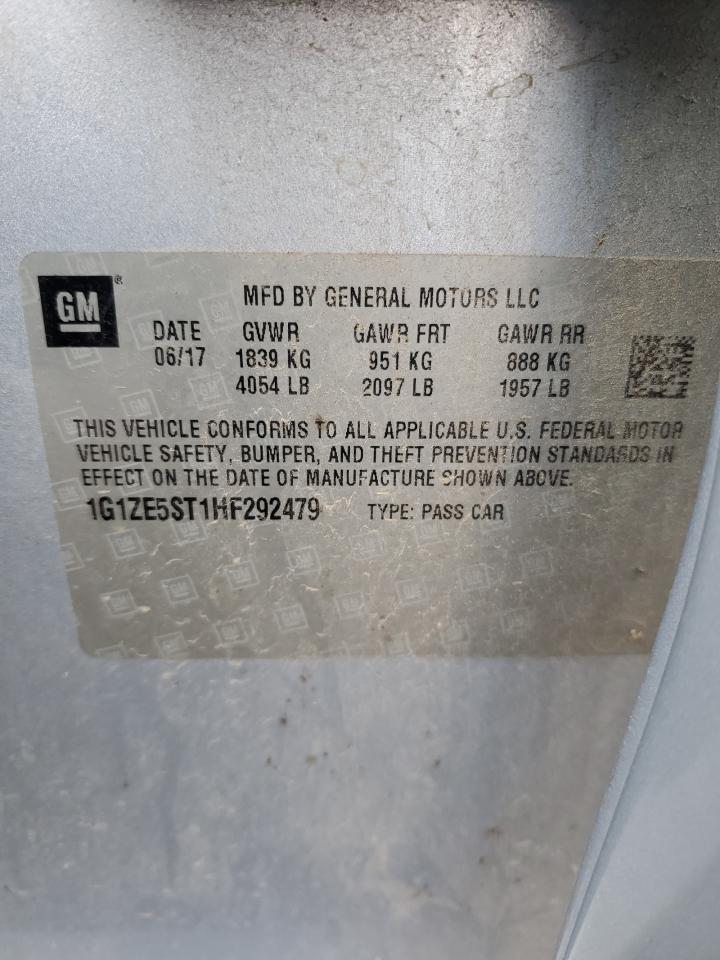 GM® MFD BY GENERAL MOTORS LLC
DATE GVWR GAWR FRT GAWR RR
06/17 1839 KG 951 KG 888 KG
4054 LB 2097 LB 1957 LB
THIS VEHICLE CONFORMS TO ALL APPLICABLE U.S. FEDERAL MOTOR
VEHICLE SAFETY, BUMPER, AND THEFT PREVENTION STANDARDS IN
EFFECT ON THE DATE OF MANUFACTURE SHOWN ABOVE.
1G1ZE5ST1HF292479 TYPE: PASS CAR